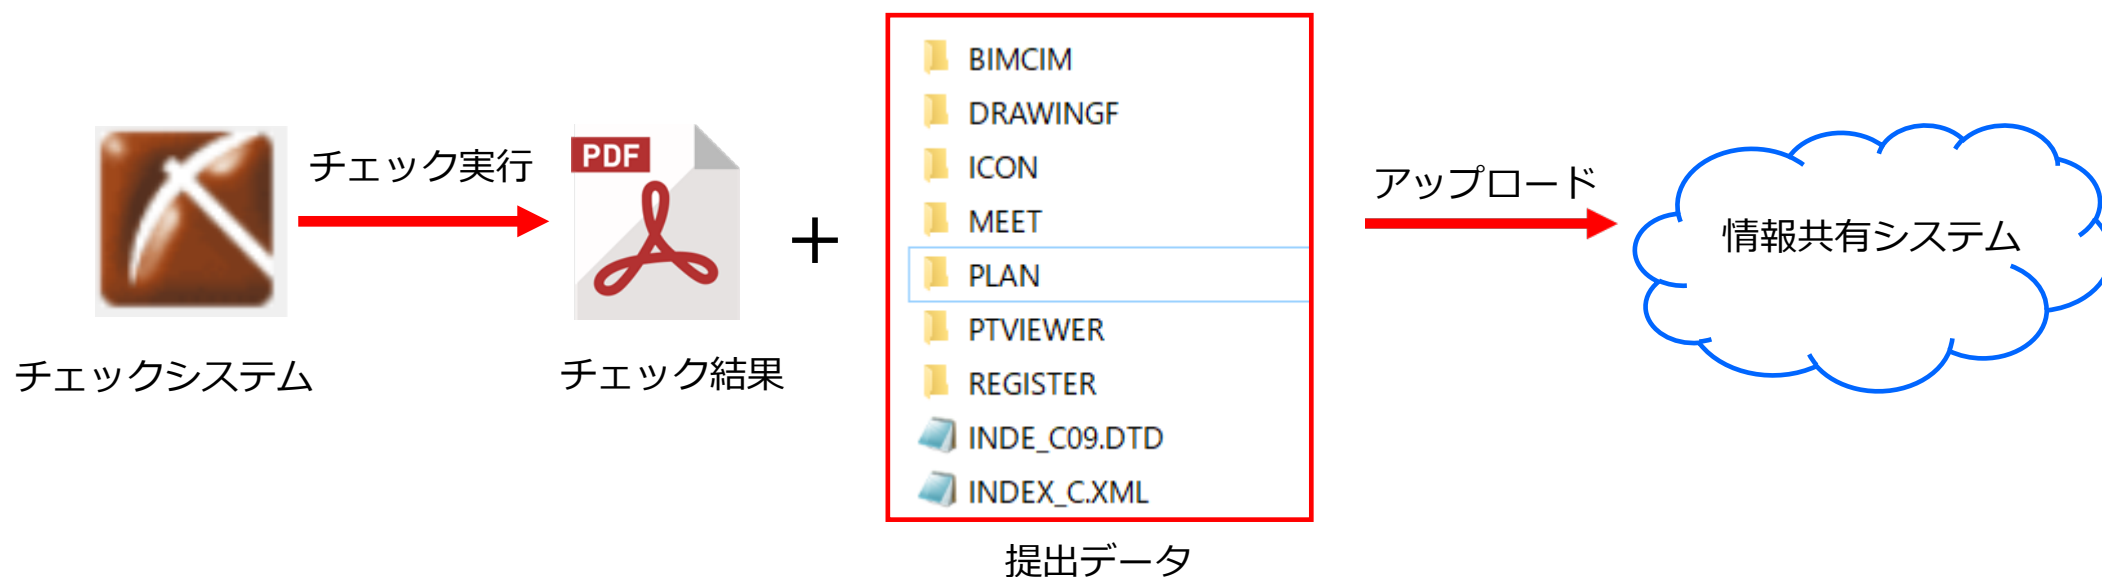 チェックシステム
チェック実行
PDF
チェック結果
＋
BIMCIM
DRAWINGF
ICON
MEET
PLAN
PTVIEWER
REGISTER
INDE_C09.DTD
INDEX_C.XML
提出データ
アップロード
情報共有システム